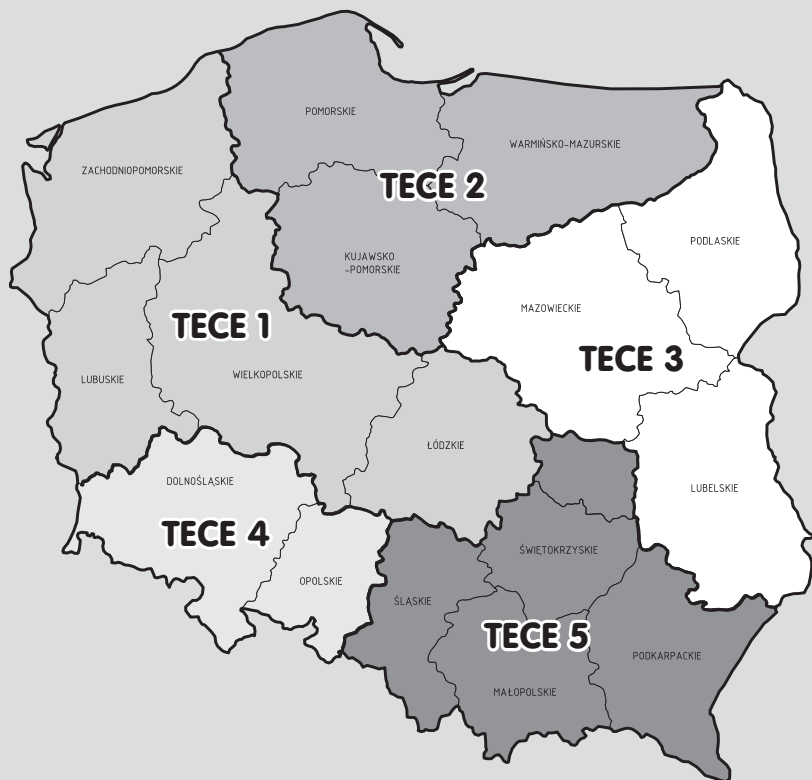 POMORSKIE
WARMIŃSKO-MAZURSKIE
ZACHODNIOPOMORSKIE
TECE 2
PODLASKIE
KUJAWSKO
-POMORSKIE
MAZOWIECKIE
TECE 1
TECE 3
LUBUSKIE
WIELKOPOLSKIE
ŁÓDZKIE
DOLNOŚLĄSKIE
LUBELSKIE
TECE 4
ŚWIĘTOKRZYSKIE
OPOLSKIE
ŚLĄSKIE
TECE 5
PODKARPACKIE
MAŁOPOLSKIE